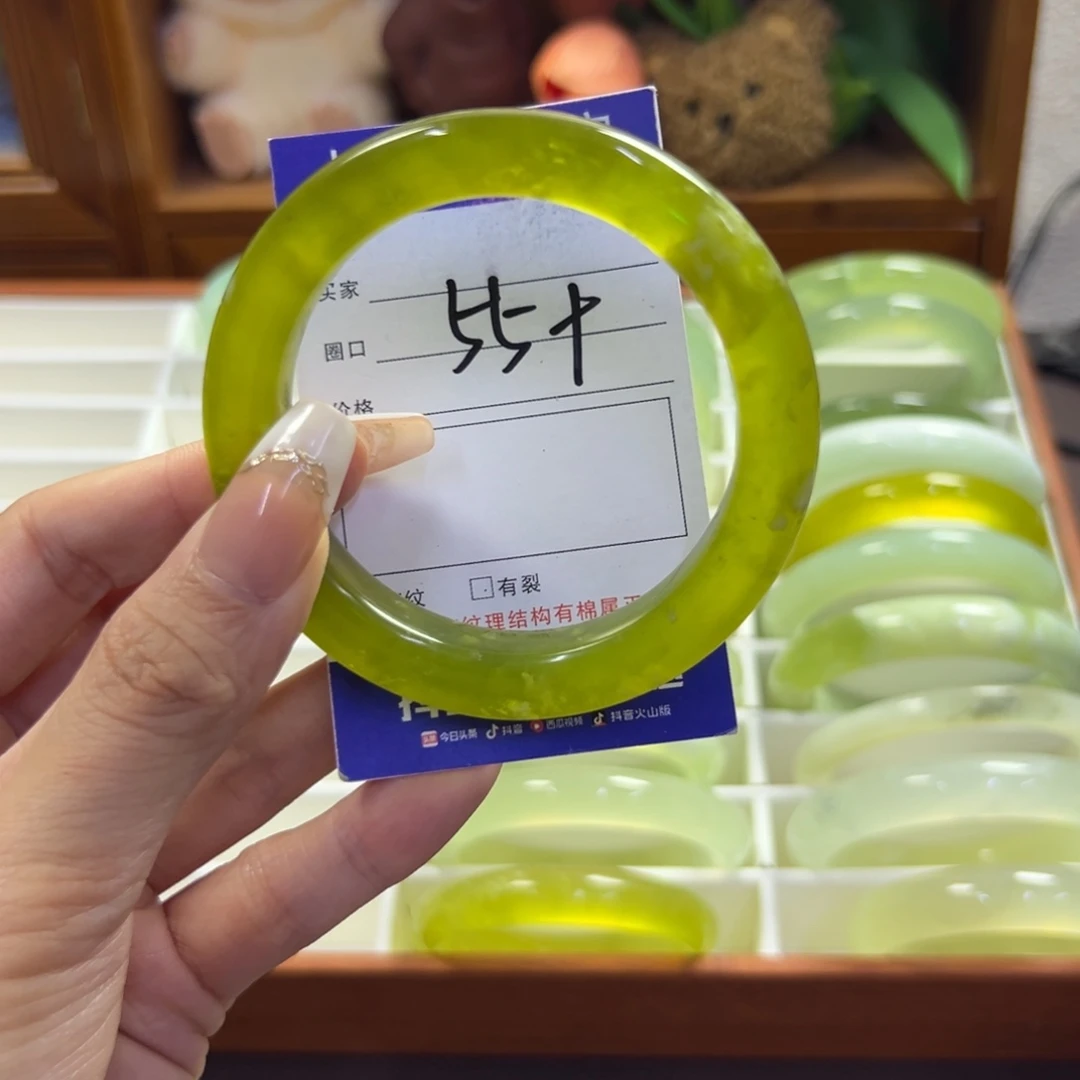 买家
圈口 55+
价格
纹 有裂
纹理结构有棉属正
今日头条 抖音 西瓜视频 抖音火山版